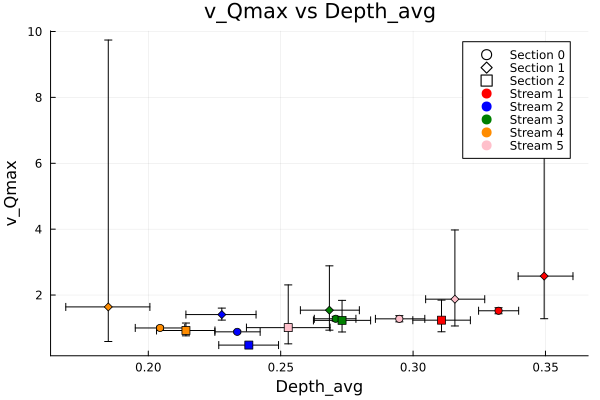 v_Qmax vs Depth_avg
10
8
6
4
2
v_Qmax
Section 0
Section 1
Section 2
Stream 1
Stream 2
Stream 3
Stream 4
Stream 5
0.20 0.25 0.30 0.35
Depth_avg